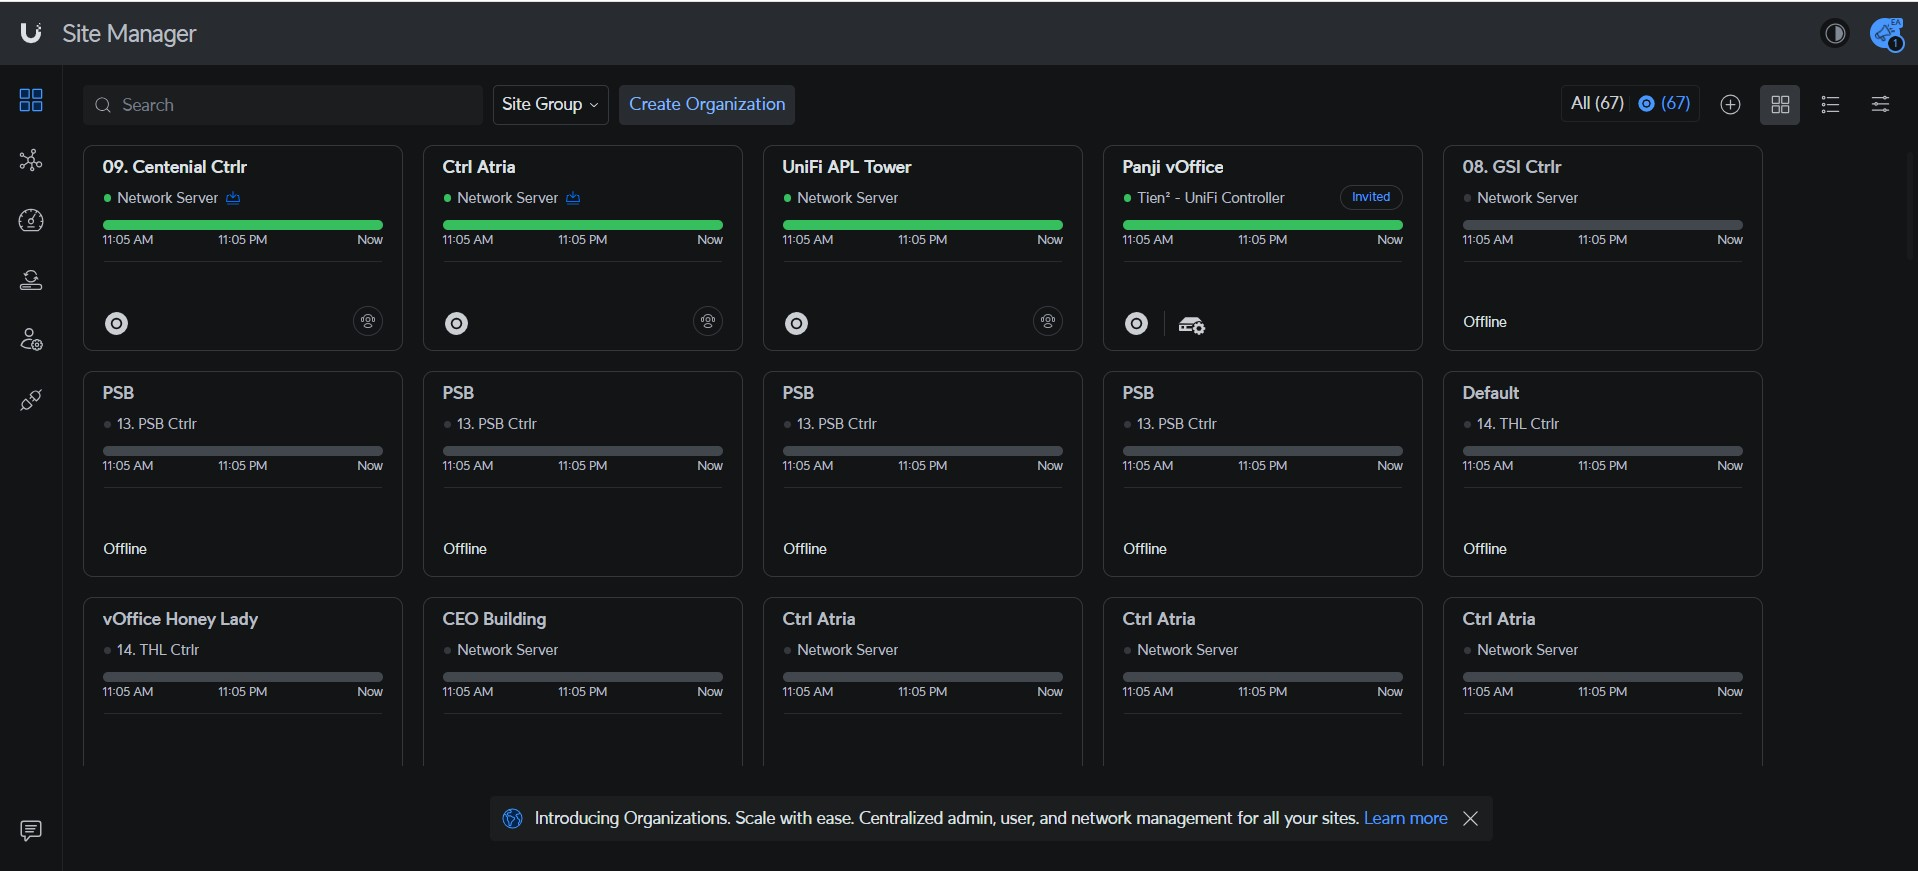 Site Manager
EA
1
Search
Site Group
Create Organization
All (67)
(67)
09. Centenial Ctrlr
Network Server
11:05 AM 11:05 PM Now
Ctrl Atria
Network Server
11:05 AM 11:05 PM Now
UniFi APL Tower
Network Server
11:05 AM 11:05 PM Now
Panji vOffice
Tien² - UniFi Controller
Invited
11:05 AM 11:05 PM Now
08. GSI Ctrlr
Network Server
11:05 AM 11:05 PM Now
Offline
PSB
13. PSB Ctrlr
11:05 AM 11:05 PM Now
Offline
PSB
13. PSB Ctrlr
11:05 AM 11:05 PM Now
Offline
PSB
13. PSB Ctrlr
11:05 AM 11:05 PM Now
Offline
PSB
13. PSB Ctrlr
11:05 AM 11:05 PM Now
Offline
Default
14. THL Ctrlr
11:05 AM 11:05 PM Now
Offline
vOffice Honey Lady
14. THL Ctrlr
11:05 AM 11:05 PM Now
CEO Building
Network Server
11:05 AM 11:05 PM Now
Ctrl Atria
Network Server
11:05 AM 11:05 PM Now
Ctrl Atria
Network Server
11:05 AM 11:05 PM Now
Ctrl Atria
Network Server
11:05 AM 11:05 PM Now
Introducing Organizations. Scale with ease. Centralized admin, user, and network management for all your sites. Learn more